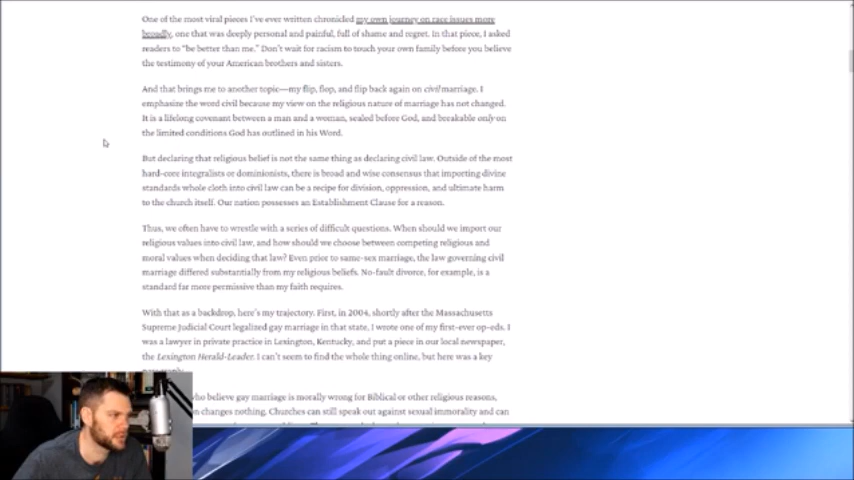 One of the most viral pieces I've ever written chronicled my own journey on race issues more
broadly, one that was deeply personal and painful, full of shame and regret. In that piece, I asked
readers to "be better than me." Don't wait for racism to touch your own family before you believe
the testimony of your American brothers and sisters.
And that brings me to another topic—my flip, flop, and flip back again on civil marriage. I
emphasize the word civil because my view on the religious nature of marriage has not changed.
It is a lifelong covenant between a man and a woman, sealed before God, and breakable only on
the limited conditions God has outlined in his Word.
But declaring that religious belief is not the same thing as declaring civil law. Outside of the most
hard-core integralists or dominionists, there is broad and wise consensus that importing divine
standards whole cloth into civil law can be a recipe for division, oppression, and ultimate harm
to the church itself. Our nation possesses an Establishment Clause for a reason.
Thus, we often have to wrestle with a series of difficult questions. When should we import our
religious values into civil law, and how should we choose between competing religious and
moral values when deciding that law? Even prior to same-sex marriage, the law governing civil
marriage differed substantially from my religious beliefs. No-fault divorce, for example, is a
standard far more permissive than my faith requires.
With that as a backdrop, here's my trajectory. First, in 2004, shortly after the Massachusetts
Supreme Judicial Court legalized gay marriage in that state, I wrote one of my first-ever op-eds. I
was a lawyer in private practice in Lexington, Kentucky, and put a piece in our local newspaper,
the Lexington Herald-Leader. I can't seem to find the whole thing online, but here was a key
who believe gay marriage is morally wrong for Biblical or other religious reasons,
changes nothing. Churches can still speak out against sexual immorality and can